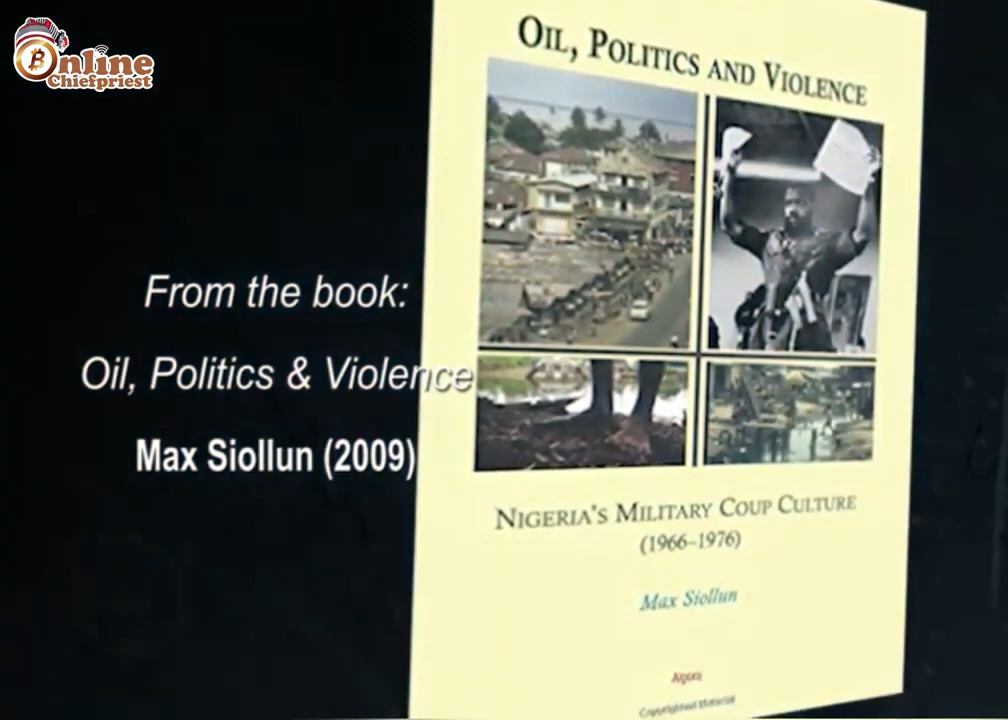 Online
Chiefpriest
From the book:
Oil, Politics & Violence
Max Siollun (2009)
OIL, POLITICS AND VIOLENCE
NIGERIA'S MILITARY COUP CULTURE
(1966–1976)
Max Siollun
Algora
Copyrighted Material